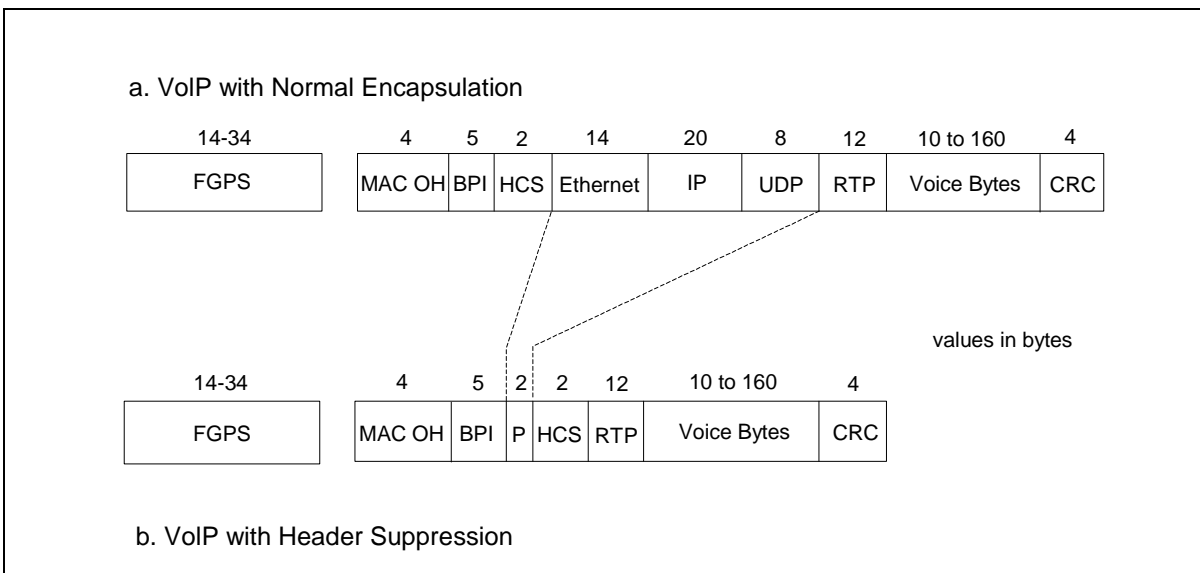 a. VoIP with Normal Encapsulation
14-34 4 5 2 14 20 8 12 10 to 160 4
FGPS MAC OH BPI HCS Ethernet IP UDP RTP Voice Bytes CRC
values in bytes
14-34 4 5 2 2 12 10 to 160 4
FGPS MAC OH BPI P HCS RTP Voice Bytes CRC
b. VoIP with Header Suppression